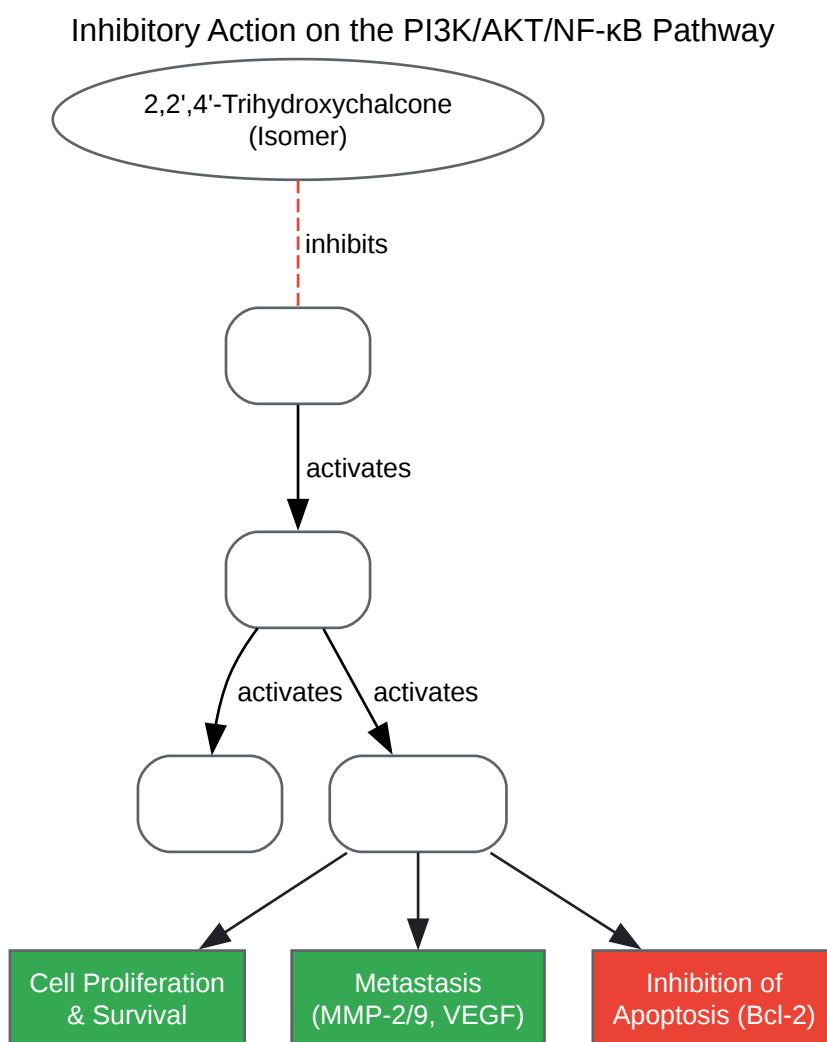 Inhibitory Action on the PI3K/AKT/NF-κB Pathway
2,2',4'-Trihydroxychalcone
(Isomer)
inhibits
activates
activates
activates
Cell Proliferation
& Survival
Metastasis
(MMP-2/9, VEGF)
Inhibition of
Apoptosis (Bcl-2)